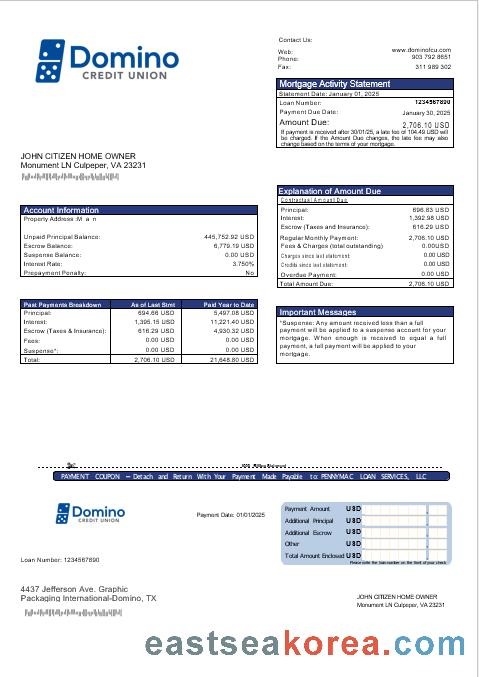 Domino
CREDIT UNION
Contact Us:
Web: www.dominofcu.com
Phone: 903 792 8651
Fax: 311 989 302
Mortgage Activity Statement
Statement Date: January 01, 2025
Loan Number: 1234567890
Payment Due Date: January 30, 2025
Amount Due: 2,706.10 USD
If payment is received after 30/01/25, a late fee of 104.49 USD will
be charged. If the Amount Due changes, the late fee may also
change based on the terms of your mortgage.
JOHN CITIZEN HOME OWNER
Monument LN Culpeper, VA 23231
Account Information
Property Address :M a n
Unpaid Principal Balance: 445,752.92 USD
Escrow Balance: 6,779.19 USD
Suspense Balance: 0.00 USD
Interest Rate: 3.750%
Prepayment Penalty: No
Explanation of Amount Due
Contractual Amount Due
Principal: 696.83 USD
Interest: 1,392.98 USD
Escrow (Taxes and Insurance): 616.29 USD
Regular Monthly Payment: 2,706.10 USD
Fees & Charges (total outstanding) 0.00USD
Charges since last statement: 0.00 USD
Credits since last statement: 0.00 USD
Overdue Payment: 0.00 USD
Total Amount Due: 2,706.10 USD
Past Payments Breakdown As of Last Stmt Paid Year to Date
Principal: 694.66 USD 5,497.08 USD
Interest: 1,395.15 USD 11,221.40 USD
Escrow (Taxes & Insurance): 616.29 USD 4,930.32 USD
Fees: 0.00 USD 0.00 USD
Suspense*: 0.00 USD 0.00 USD
Total: 2,706.10 USD 21,648.80 USD
Important Messages
*Suspense: Any amount received less than a full
payment will be applied to a suspense account for your
mortgage. When enough is received to equal a full
payment, a full payment will be applied to your
mortgage.
PAYMENT COUPON – Detach and Return With Your Payment Made Payable to: PENNYMAC LOAN SERVICES, LLC
Domino
CREDIT UNION
Payment Date: 01/01/2025
Payment Amount USD
Additional Principal USD
Additional Escrow USD
Other USD
Total Amount Enclosed USD
Please write the loan number on the front of your check
Loan Number: 1234567890
4437 Jefferson Ave. Graphic
Packaging International-Domino, TX
JOHN CITIZEN HOME OWNER
Monument LN Culpeper, VA 23231
eastseakorea.com